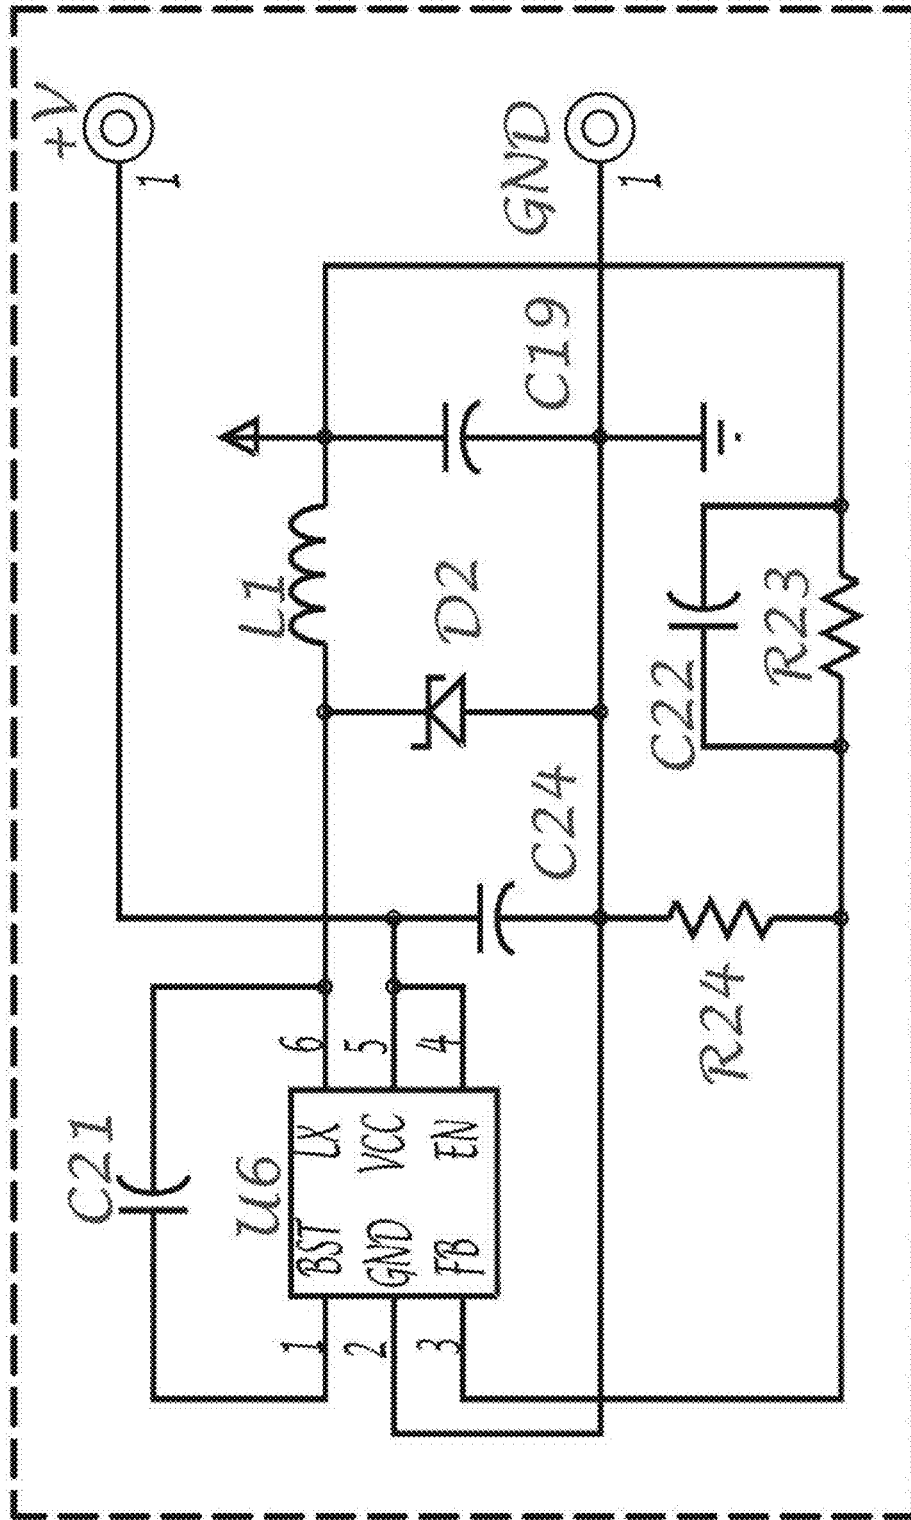 C21
U6
1 BST
2 GND
3 FB
LX 6
VCC 5
EN 4
R24
C24
D2
L1
C22
R23
C19
+V
1
GND
1